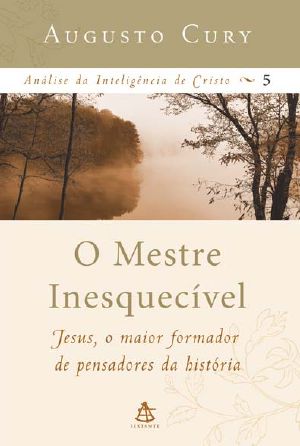 Augusto Cury
Análise da Inteligência de Cristo ~ 5
O Mestre
Inesquecível
Jesus, o maior formador
de pensadores da história
SEXTANTE